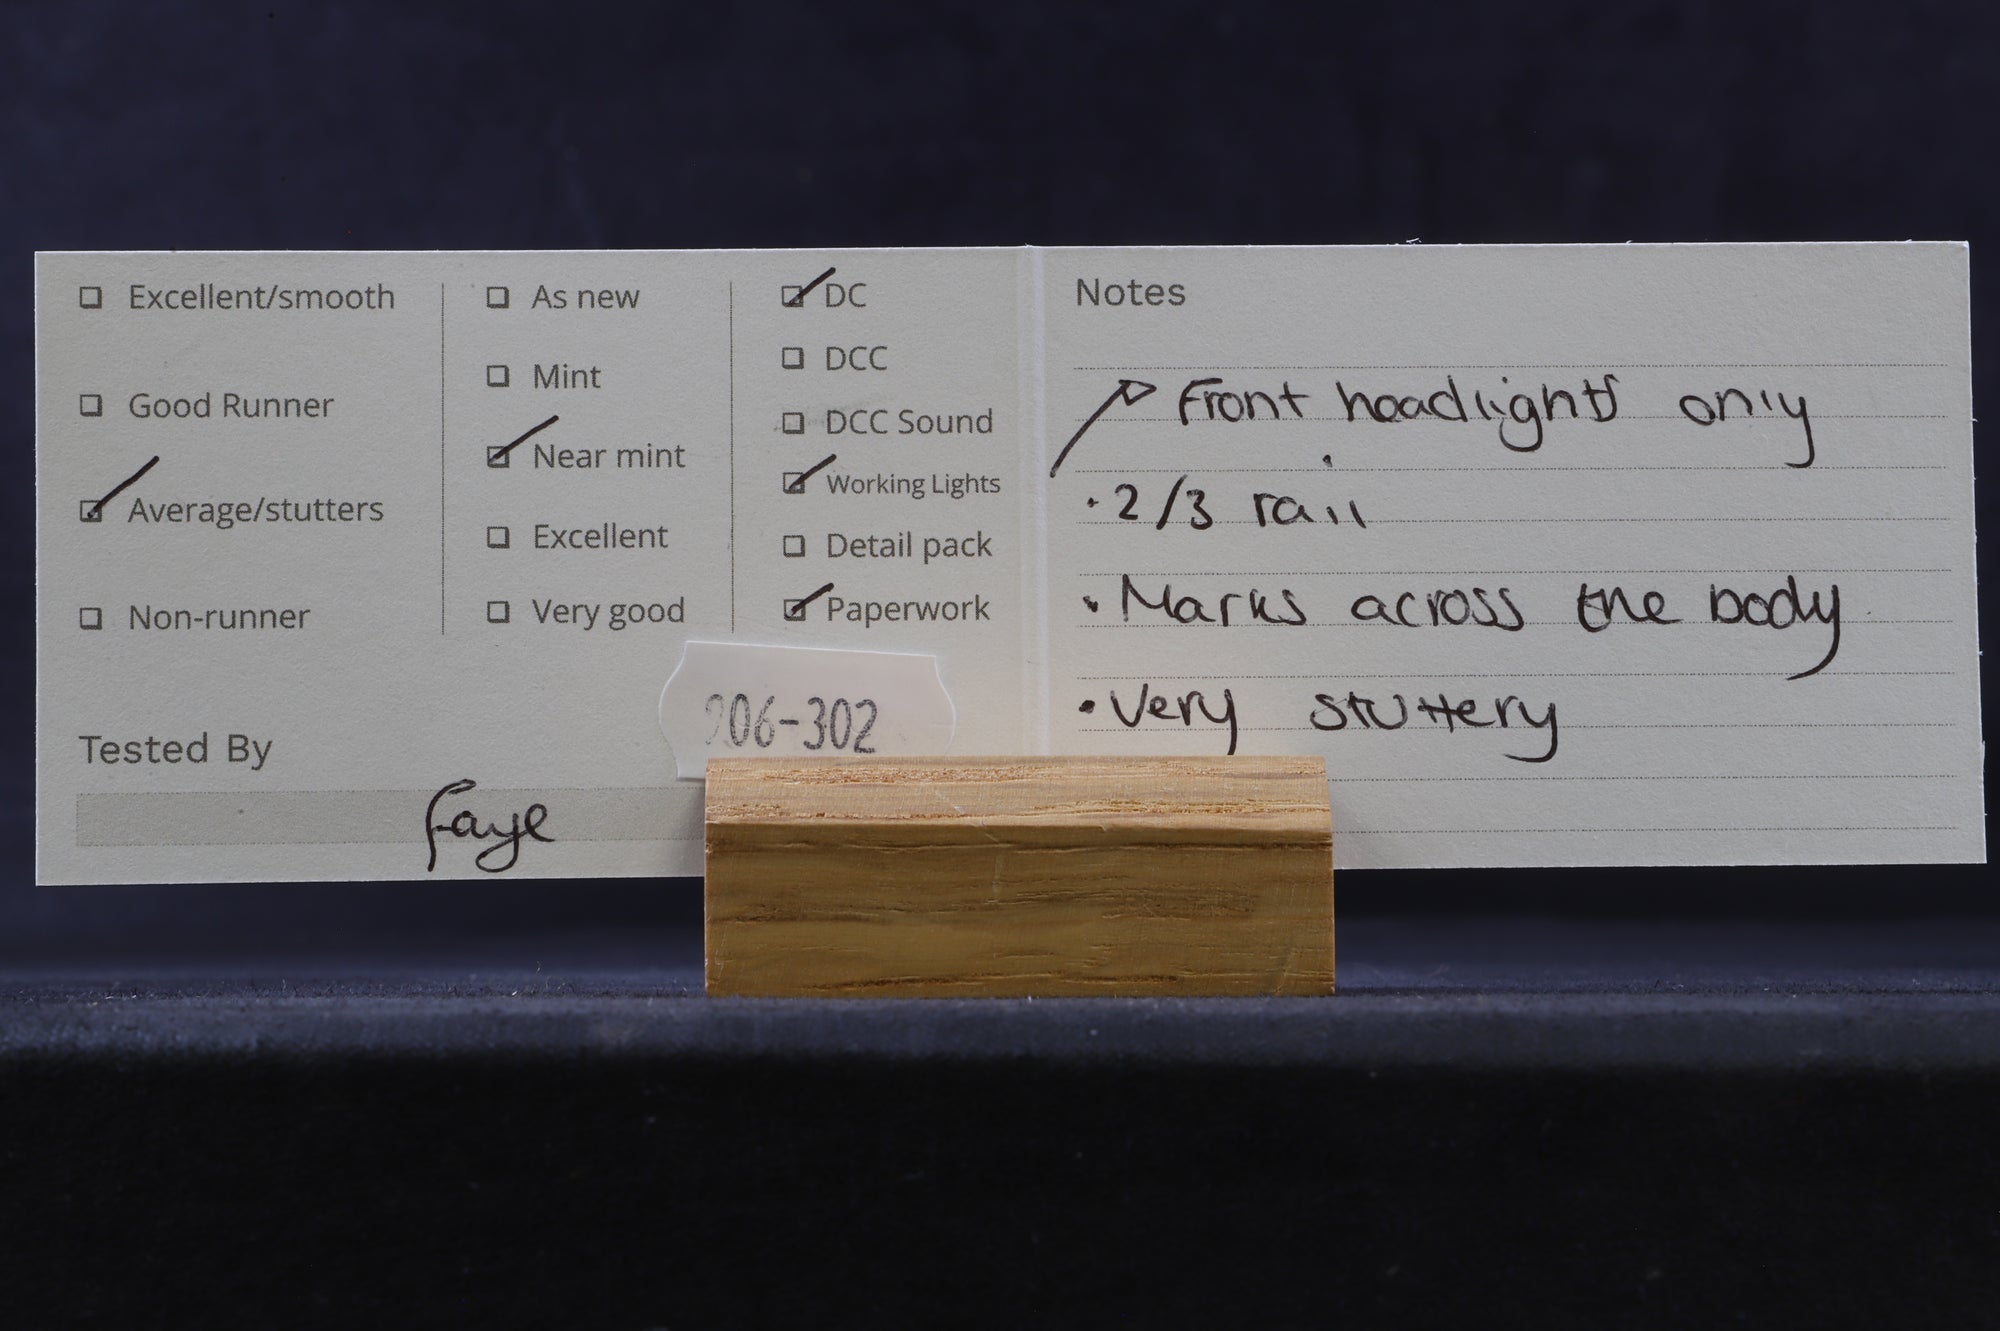 Excellent/smooth
Good Runner
Average/stutters
Non-runner
As new
Mint
Near mint
Excellent
Very good
DC
DCC
DCC Sound
Working Lights
Detail pack
Paperwork
Tested By
Faye
906-302
Notes
Front headlights only
• 2/3 rail
• Marks across the body
• Very stuttery